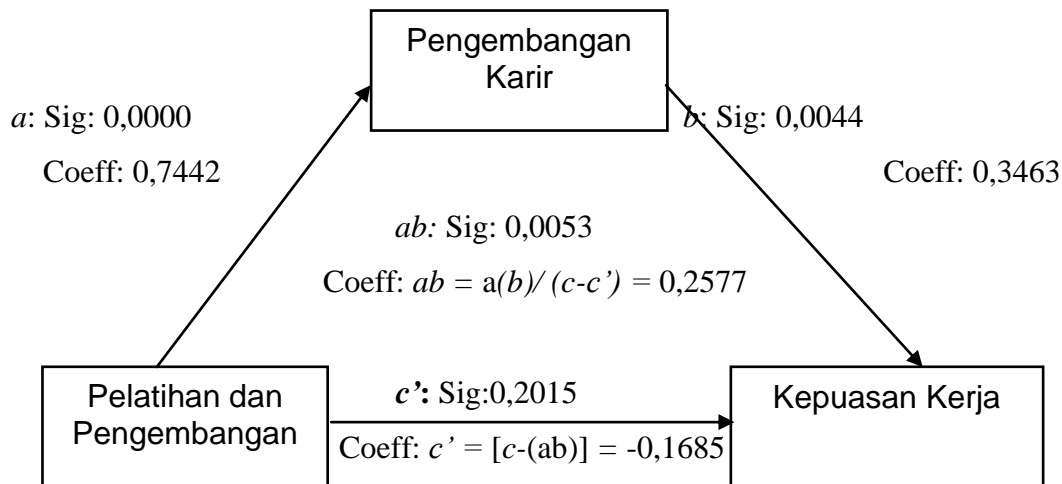 Pengembangan
Karir
a: Sig: 0,0000
b: Sig: 0,0044
Coeff: 0,7442
Coeff: 0,3463
ab: Sig: 0,0053
Coeff: ab = a(b)/ (c-c’) = 0,2577
Pelatihan dan
Pengembangan
c’: Sig:0,2015
Coeff: c’ = [c-(ab)] = -0,1685
Kepuasan Kerja